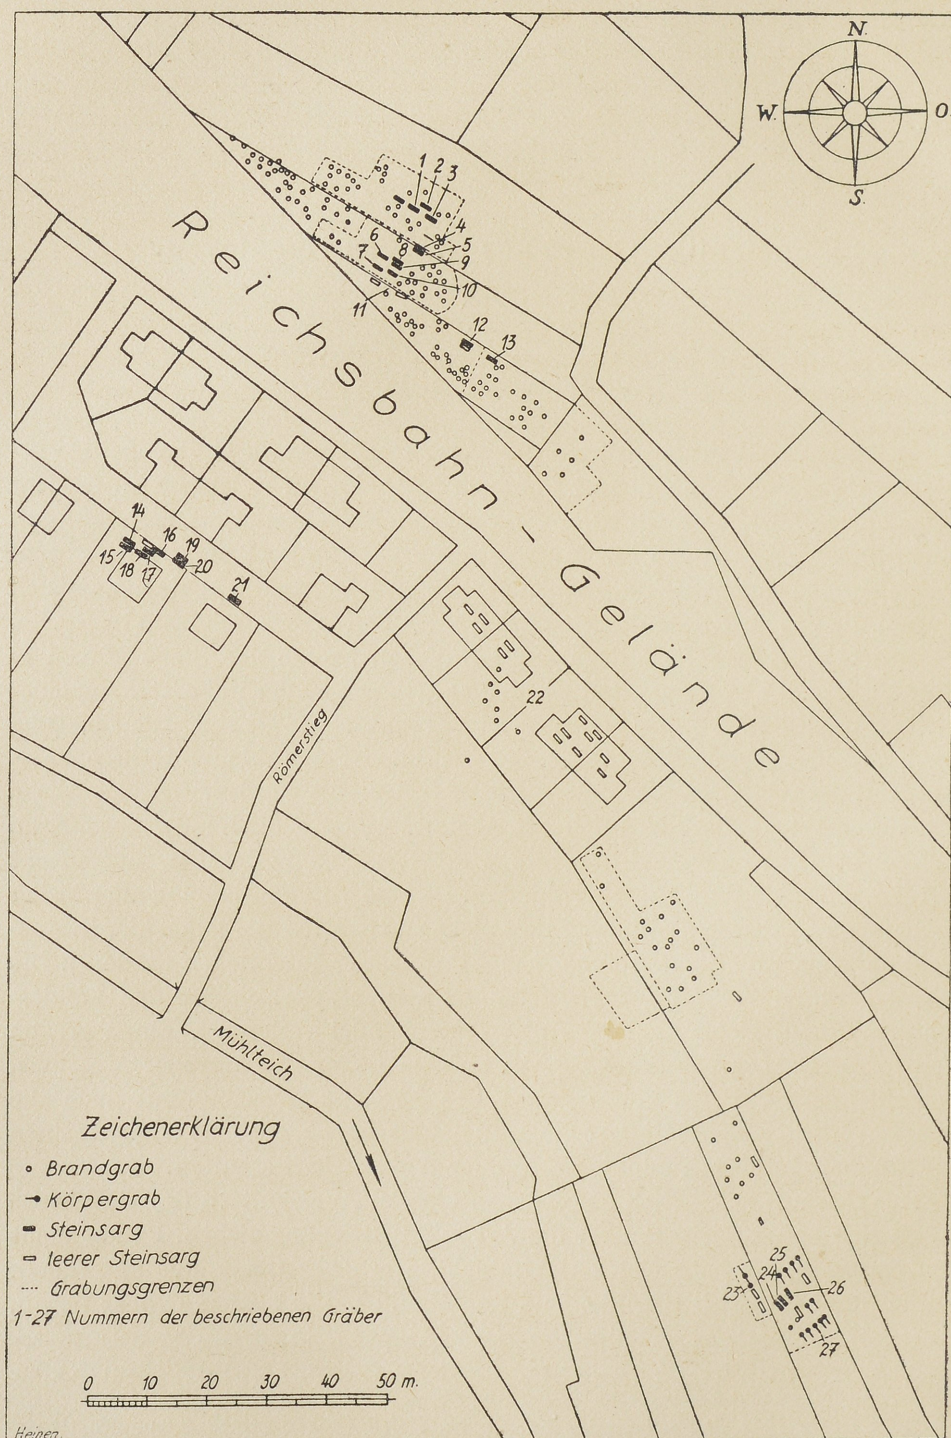 N.
W.
O.
S.
1 2 3
4
5
6
7
8
9
10
11
12
13
Reichsbahn-Gelände
14
15
16
17
18
19
20
21
22
Römerstieg
Mühlteich
23
24
25
26
27
Zeichenerklärung
Brandgrab
Körpergrab
Steinsarg
leerer Steinsarg
Grabungsgrenzen
1-27 Nummern der beschriebenen Gräber
0 10 20 30 40 50 m.
Heinen.